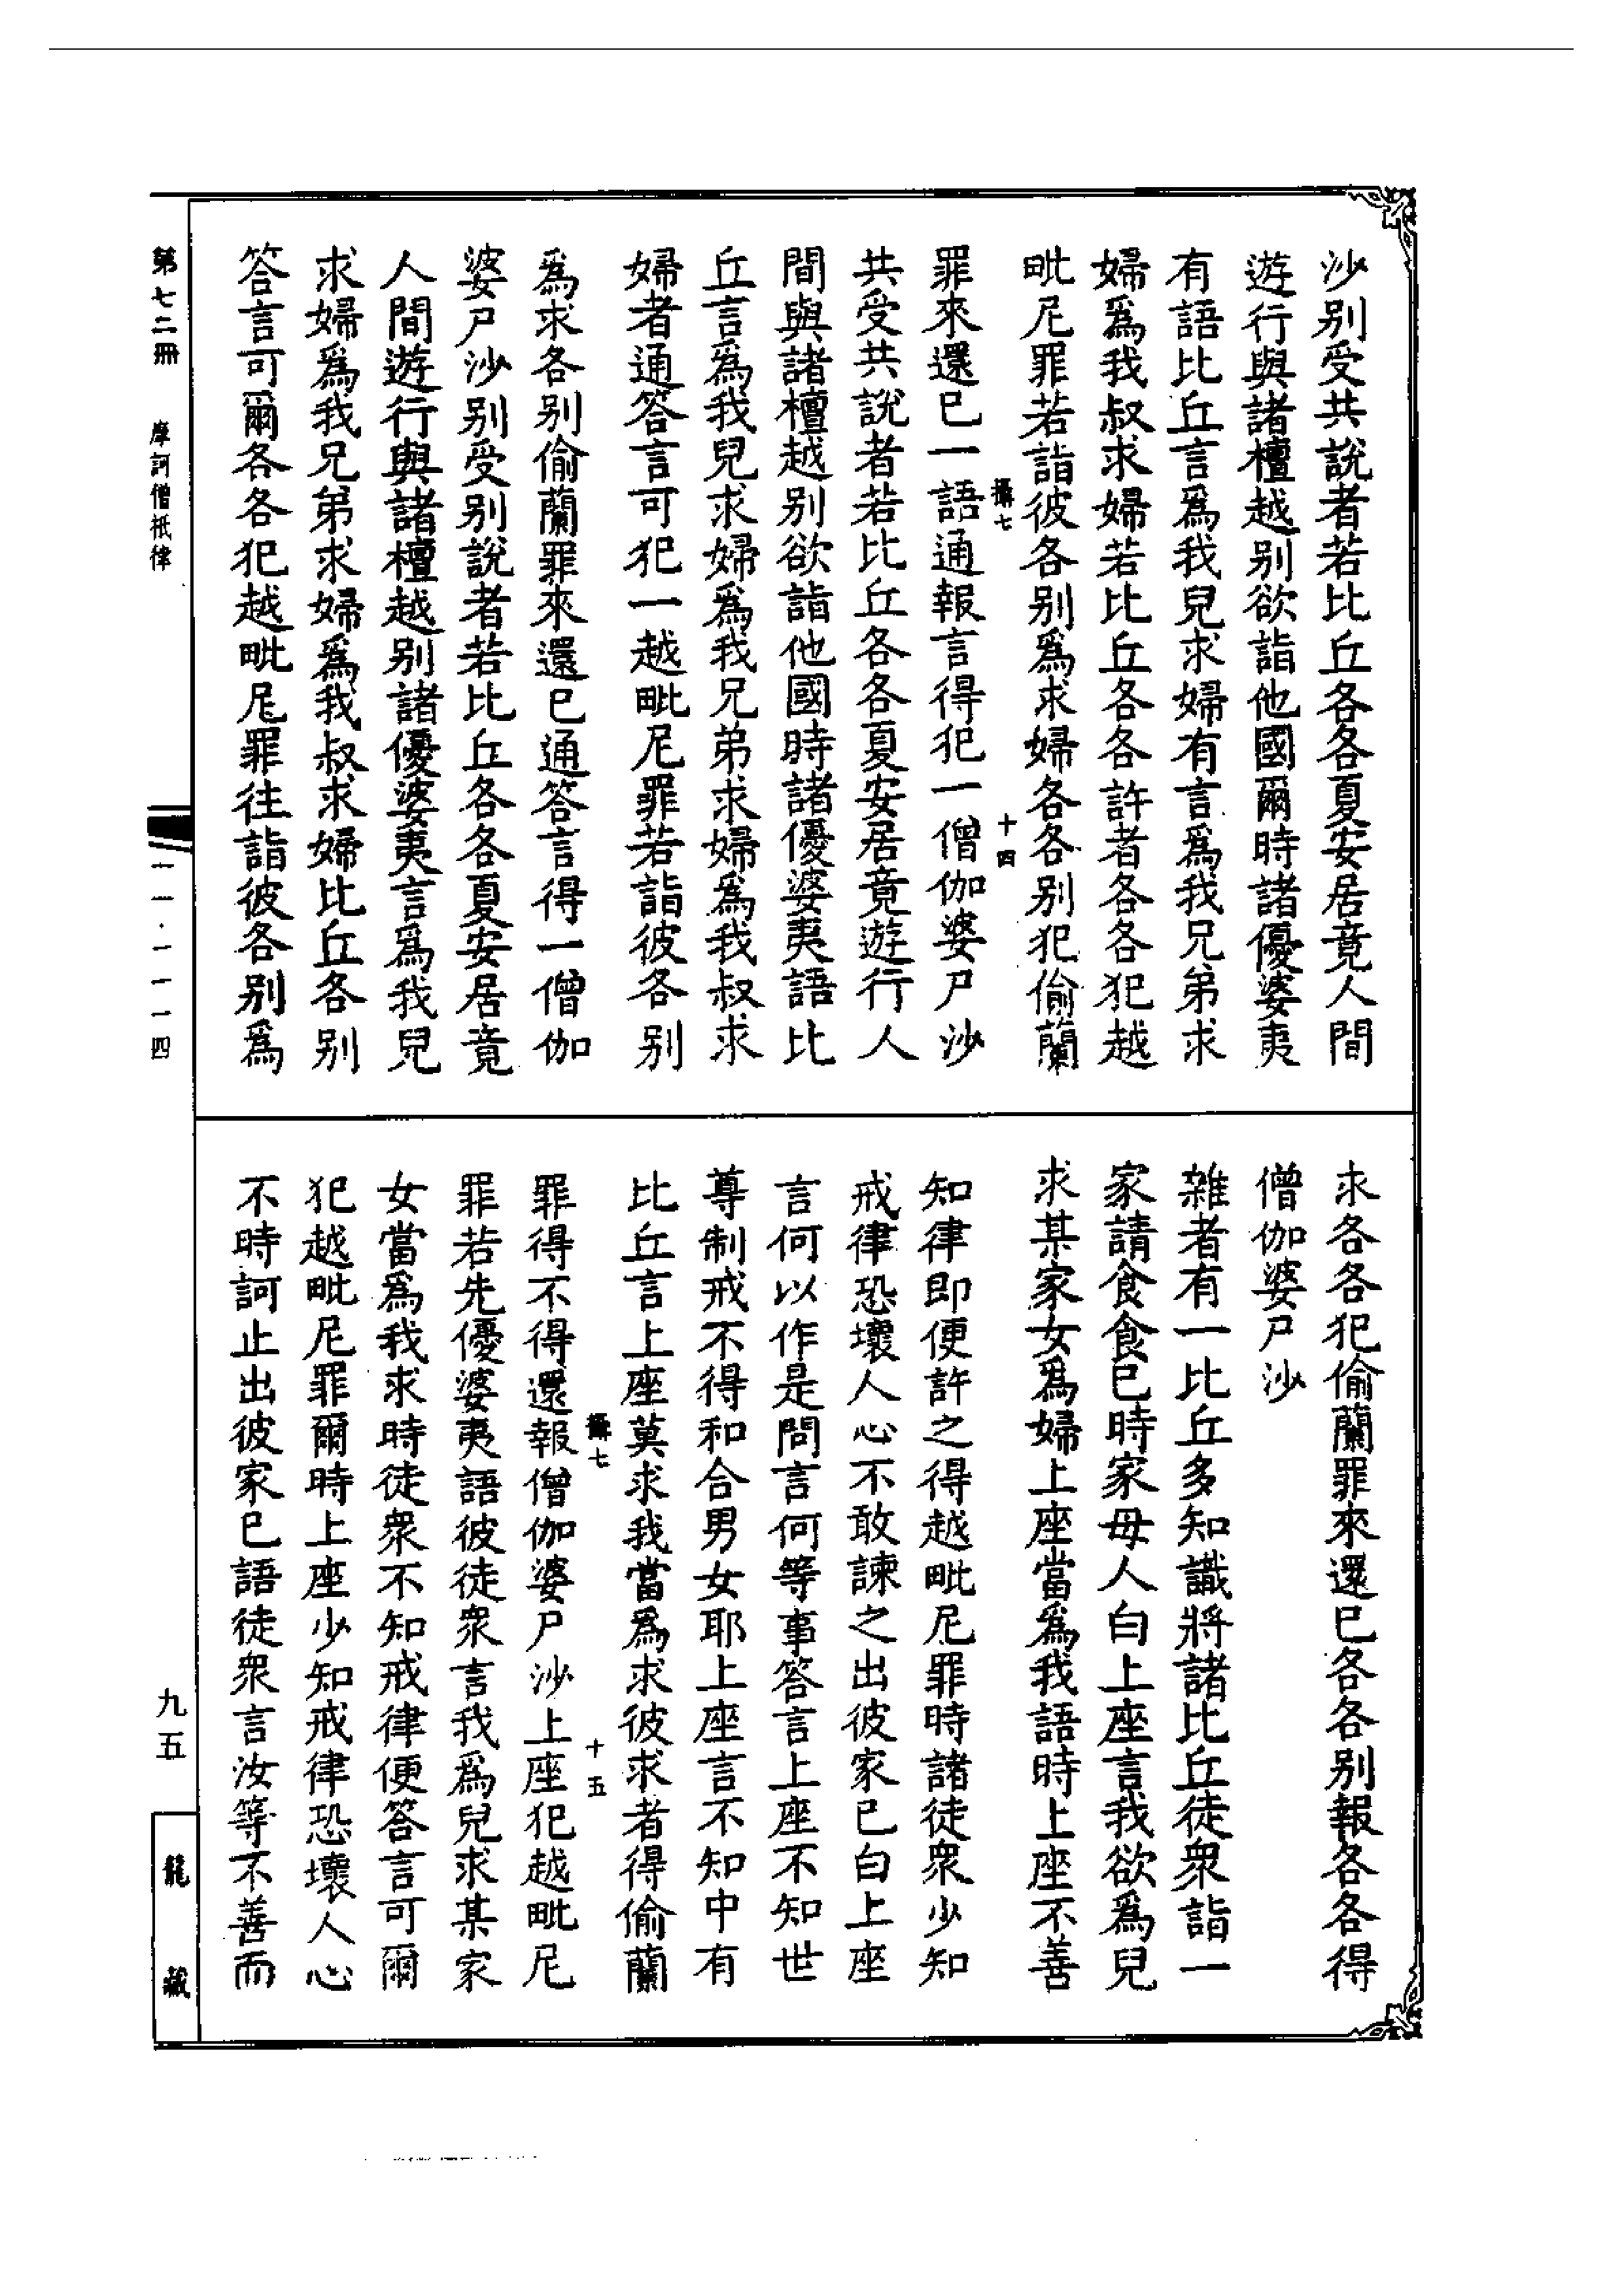 沙別受共說者若比丘各各夏安居竟人間
遊行與諸檀越別欲詣他國爾時諸優婆夷
有語比丘言爲我兒求婦有言爲我兄弟求
婦爲我叔求婦若比丘各各許者各各犯越
毗尼罪若詣彼各別爲求婦各各別犯偷蘭
攝七
十四
罪來還已一語通報言得犯一僧伽婆尸沙
共受共說者若比丘各各夏安居竟遊行人
間與諸檀越別欲詣他國時諸優婆夷語比
丘言爲我兒求婦爲我兄弟求婦爲我叔求
婦者通答言可犯一越毗尼罪若詣彼各別
爲求各別偷蘭罪來還已通答言得一僧伽
婆尸沙別受別說者若比丘各各夏安居竟
人間遊行與諸檀越別諸優婆夷言爲我兒
求婦爲我兄弟求婦爲我叔求婦比丘各別
答言可爾各各犯越毗尼罪往詣彼各別爲
求各各犯偷蘭罪來還已各各別報各各得
僧伽婆尸沙
雜者有一比丘多知識將諸比丘徒衆詣一
家請食食已時家母人白上座言我欲爲兒
求某家女爲婦上座當爲我語時上座不善
知律即便許之得越毗尼罪時諸徒衆少知
戒律恐壞人心不敢諫之出彼家已白上座
言何以作是問言何等事答言上座不知世
尊制戒不得和合男女耶上座言不知中有
比丘言上座莫求我當爲求彼求者得偷蘭
攝七
十五
罪得不得還報僧伽婆尸沙上座犯越毗尼
罪若先優婆夷語彼徒衆言我爲兒求某家
女當爲我求時徒衆不知戒律便答言可爾
犯越毗尼罪爾時上座少知戒律恐壞人心
不時訶止出彼家已語徒衆言汝等不善而
第七二冊
摩訶僧祇律
一一·一一一四
九五
龍藏